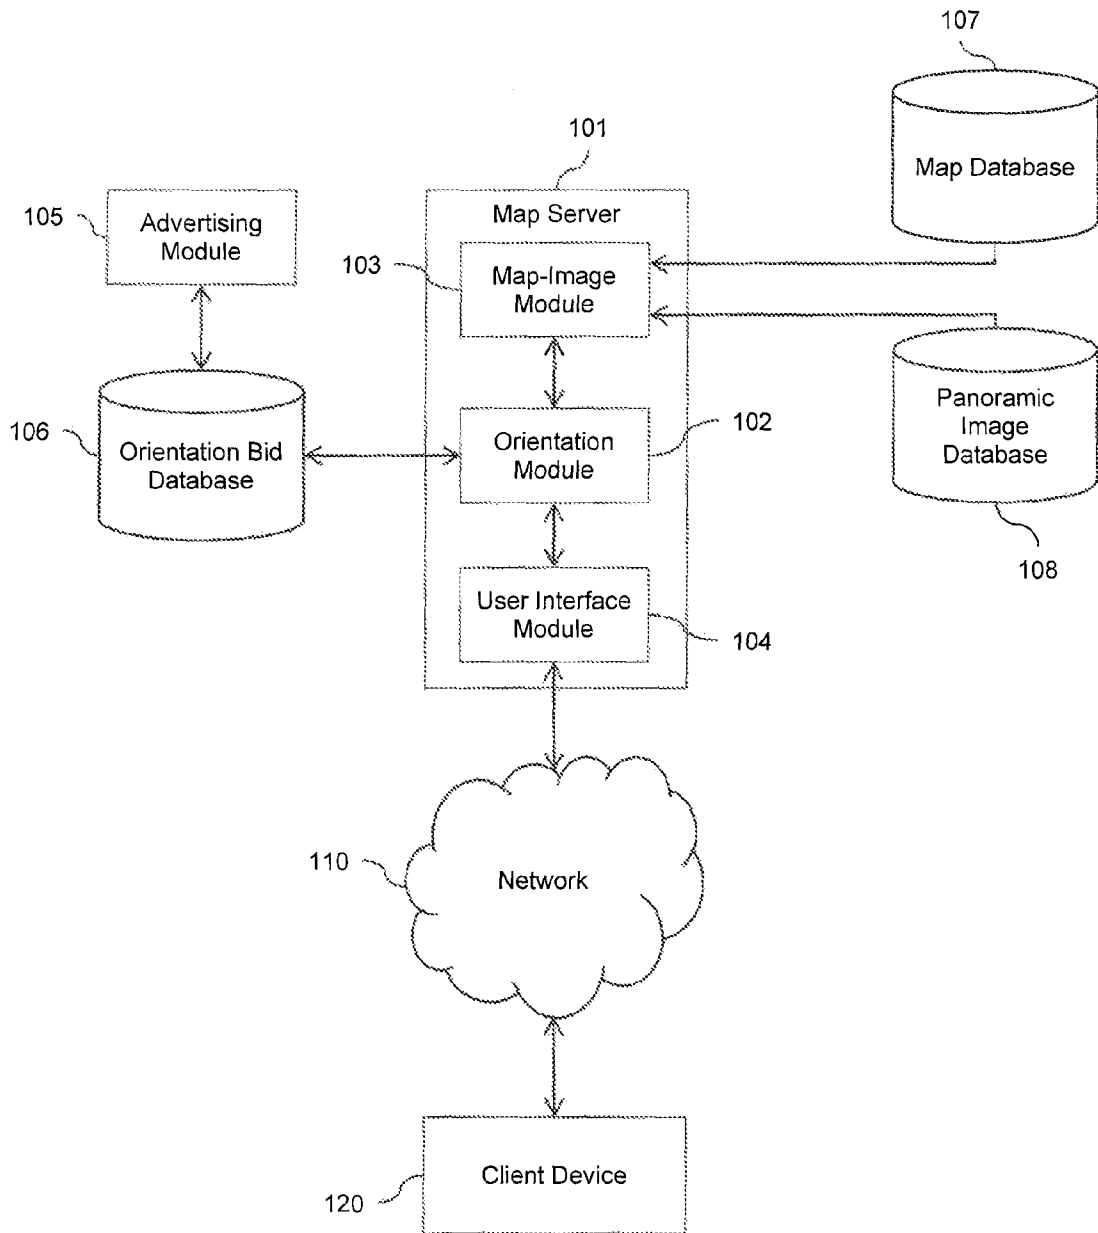 107
Map Database
101
Map Server
105
Advertising
Module
103
Map-Image
Module
106
Orientation Bid
Database
Orientation
Module
102
Panoramic
Image
Database
108
User Interface
Module
104
110
Network
Client Device
120